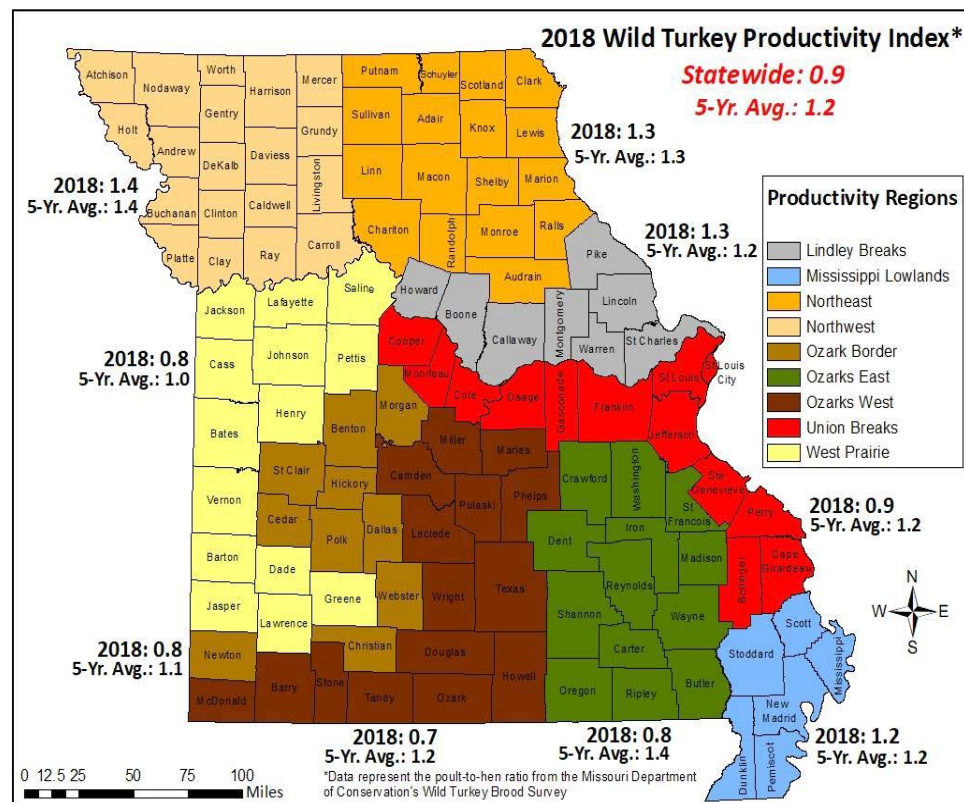 2018 Wild Turkey Productivity Index*
Statewide: 0.9
5-Yr. Avg.: 1.2
Atchison
Nodaway
Worth
Harrison
Mercer
Putnam
Schuyler
Scotland
Clark
Holt
Gentry
Grundy
Sullivan
Adair
Knox
Lewis
Andrew
DeKalb
Daviess
Livingston
Linn
Macon
Shelby
Marion
2018: 1.3
5-Yr. Avg.: 1.3
2018: 1.4
5-Yr. Avg.: 1.4
Buchanan
Clinton
Caldwell
Carroll
Chariton
Randolph
Monroe
Ralls
Platte
Clay
Ray
Audrain
Pike
2018: 1.3
5-Yr. Avg.: 1.2
Jackson
Lafayette
Saline
Howard
Boone
Callaway
Montgomery
Lincoln
Warren
St Charles
Cass
Johnson
Pettis
Cooper
Moniteau
Cole
Osage
Gasconade
Franklin
St Louis
St Louis
City
2018: 0.8
5-Yr. Avg.: 1.0
Bates
Henry
Benton
Morgan
Miller
Maries
Jefferson
St Clair
Hickory
Camden
Pulaski
Phelps
Crawford
Washington
St
Francois
Ste
Genevieve
Perry
Vernon
Cedar
Polk
Dallas
Laclede
Dent
Iron
Madison
Bollinger
Cape
Girardeau
2018: 0.9
5-Yr. Avg.: 1.2
Barton
Dade
Greene
Webster
Wright
Texas
Shannon
Reynolds
Wayne
Jasper
Lawrence
Christian
Douglas
Howell
Carter
Butler
Stoddard
Scott
Mississippi
2018: 0.8
5-Yr. Avg.: 1.1
Newton
McDonald
Barry
Stone
Taney
Ozark
Oregon
Ripley
New
Madrid
Dunklin
Pemiscot
2018: 0.7
5-Yr. Avg.: 1.2
2018: 0.8
5-Yr. Avg.: 1.4
2018: 1.2
5-Yr. Avg.: 1.2
Productivity Regions
Lindley Breaks
Mississippi Lowlands
Northeast
Northwest
Ozark Border
Ozarks East
Ozarks West
Union Breaks
West Prairie
N
W E
S
0 12.5 25 50 75 100
Miles
*Data represent the poult-to-hen ratio from the Missouri Department
of Conservation's Wild Turkey Brood Survey